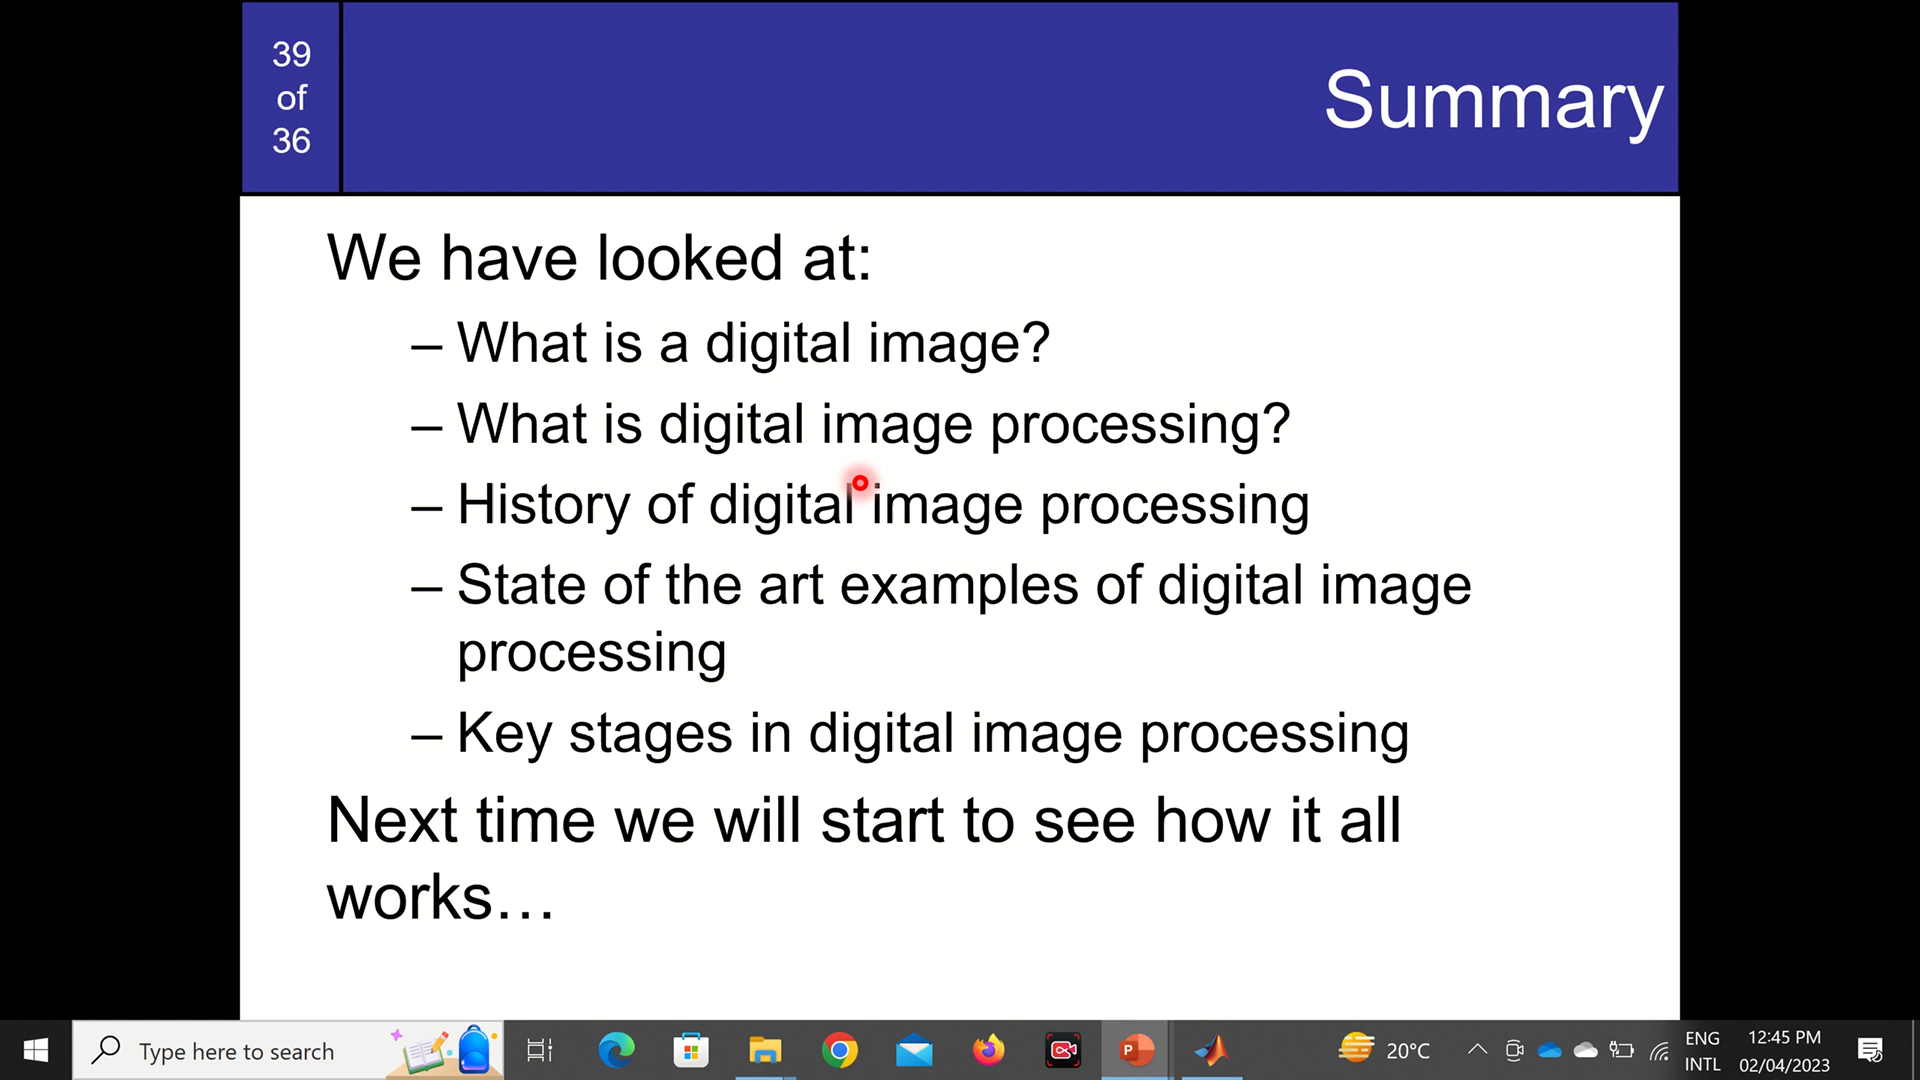 39
of
36
Summary
We have looked at:
– What is a digital image?
– What is digital image processing?
– History of digital image processing
– State of the art examples of digital image
processing
– Key stages in digital image processing
Next time we will start to see how it all
works…
Type here to search
P
20°C
ENG
INTL
12:45 PM
02/04/2023